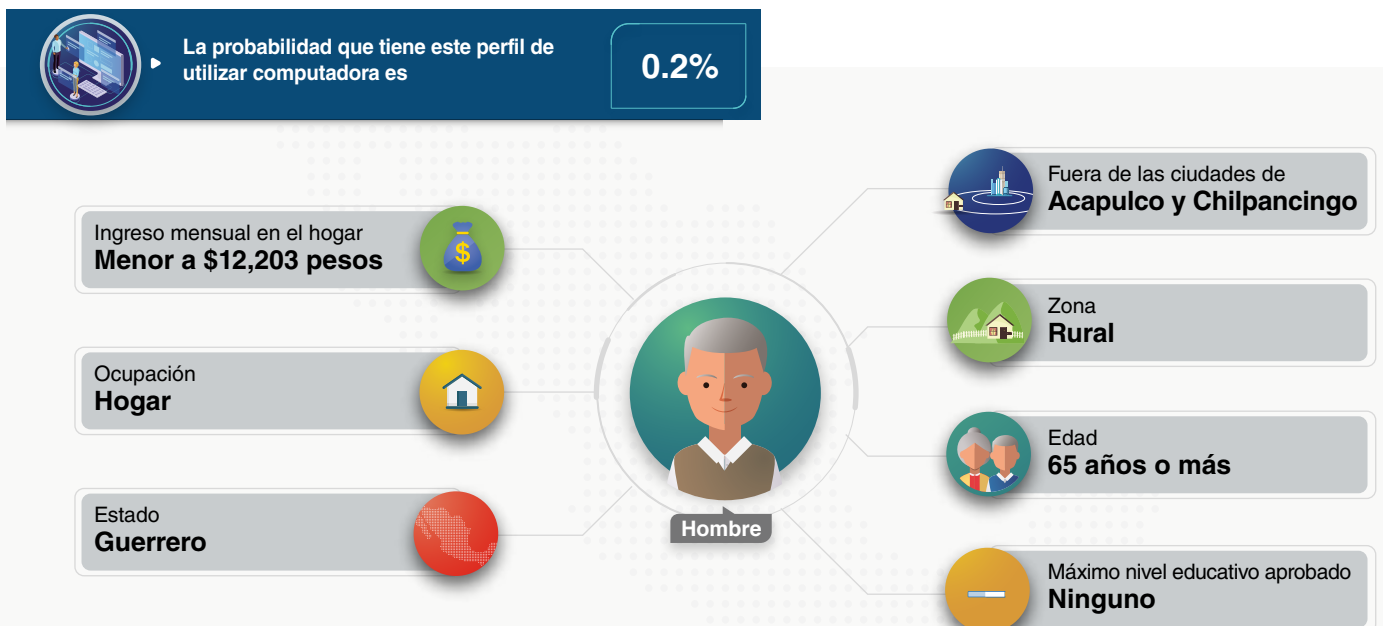 La probabilidad que tiene este perfil de
utilizar computadora es
0.2%
Ingreso mensual en el hogar
Menor a $12,203 pesos
$
Ocupación
Hogar
Estado
Guerrero
Hombre
Fuera de las ciudades de
Acapulco y Chilpancingo
Zona
Rural
Edad
65 años o más
Máximo nivel educativo aprobado
Ninguno